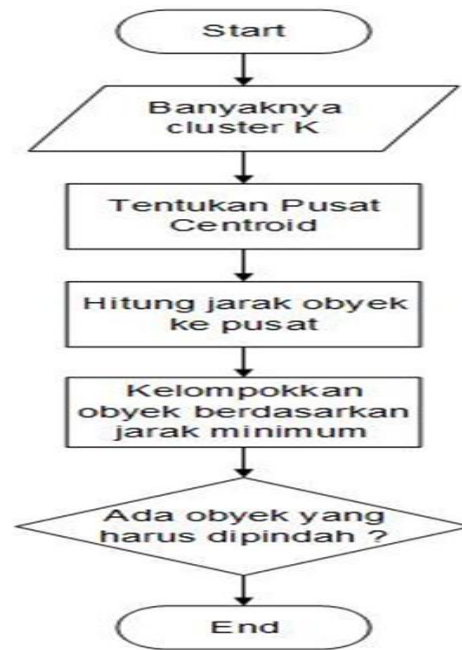 Start
Banyaknya
cluster K
Tentukan Pusat
Centroid
Hitung jarak obyek
ke pusat
Kelompokkan
obyek berdasarkan
jarak minimum
Ada obyek yang
harus dipindah ?
End